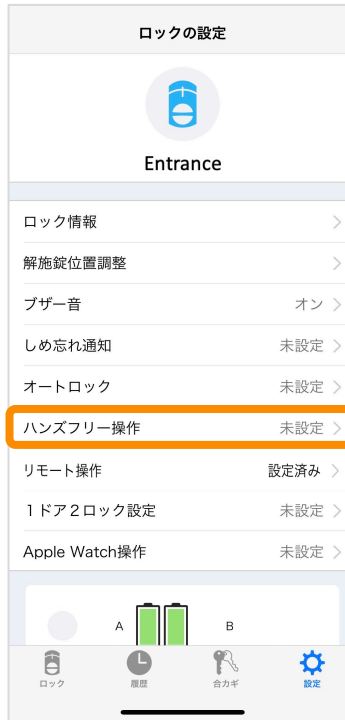 ロックの設定
Entrance
ロック情報
解施錠位置調整
ブザー音 オン
しめ忘れ通知 未設定
オートロック 未設定
ハンズフリー操作 未設定
リモート操作 設定済み
1ドア2ロック設定 未設定
Apple Watch操作 未設定
A B
ロック 履歴 合カギ 設定